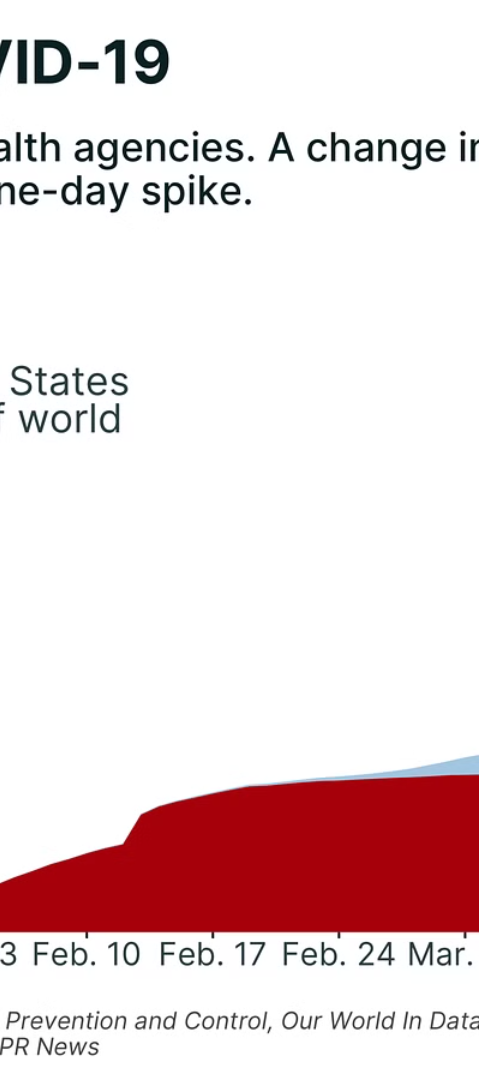 VID-19
alth agencies. A change in
ne-day spike.
States
f world
3 Feb. 10 Feb. 17 Feb. 24 Mar.
Prevention and Control, Our World In Data
PR News